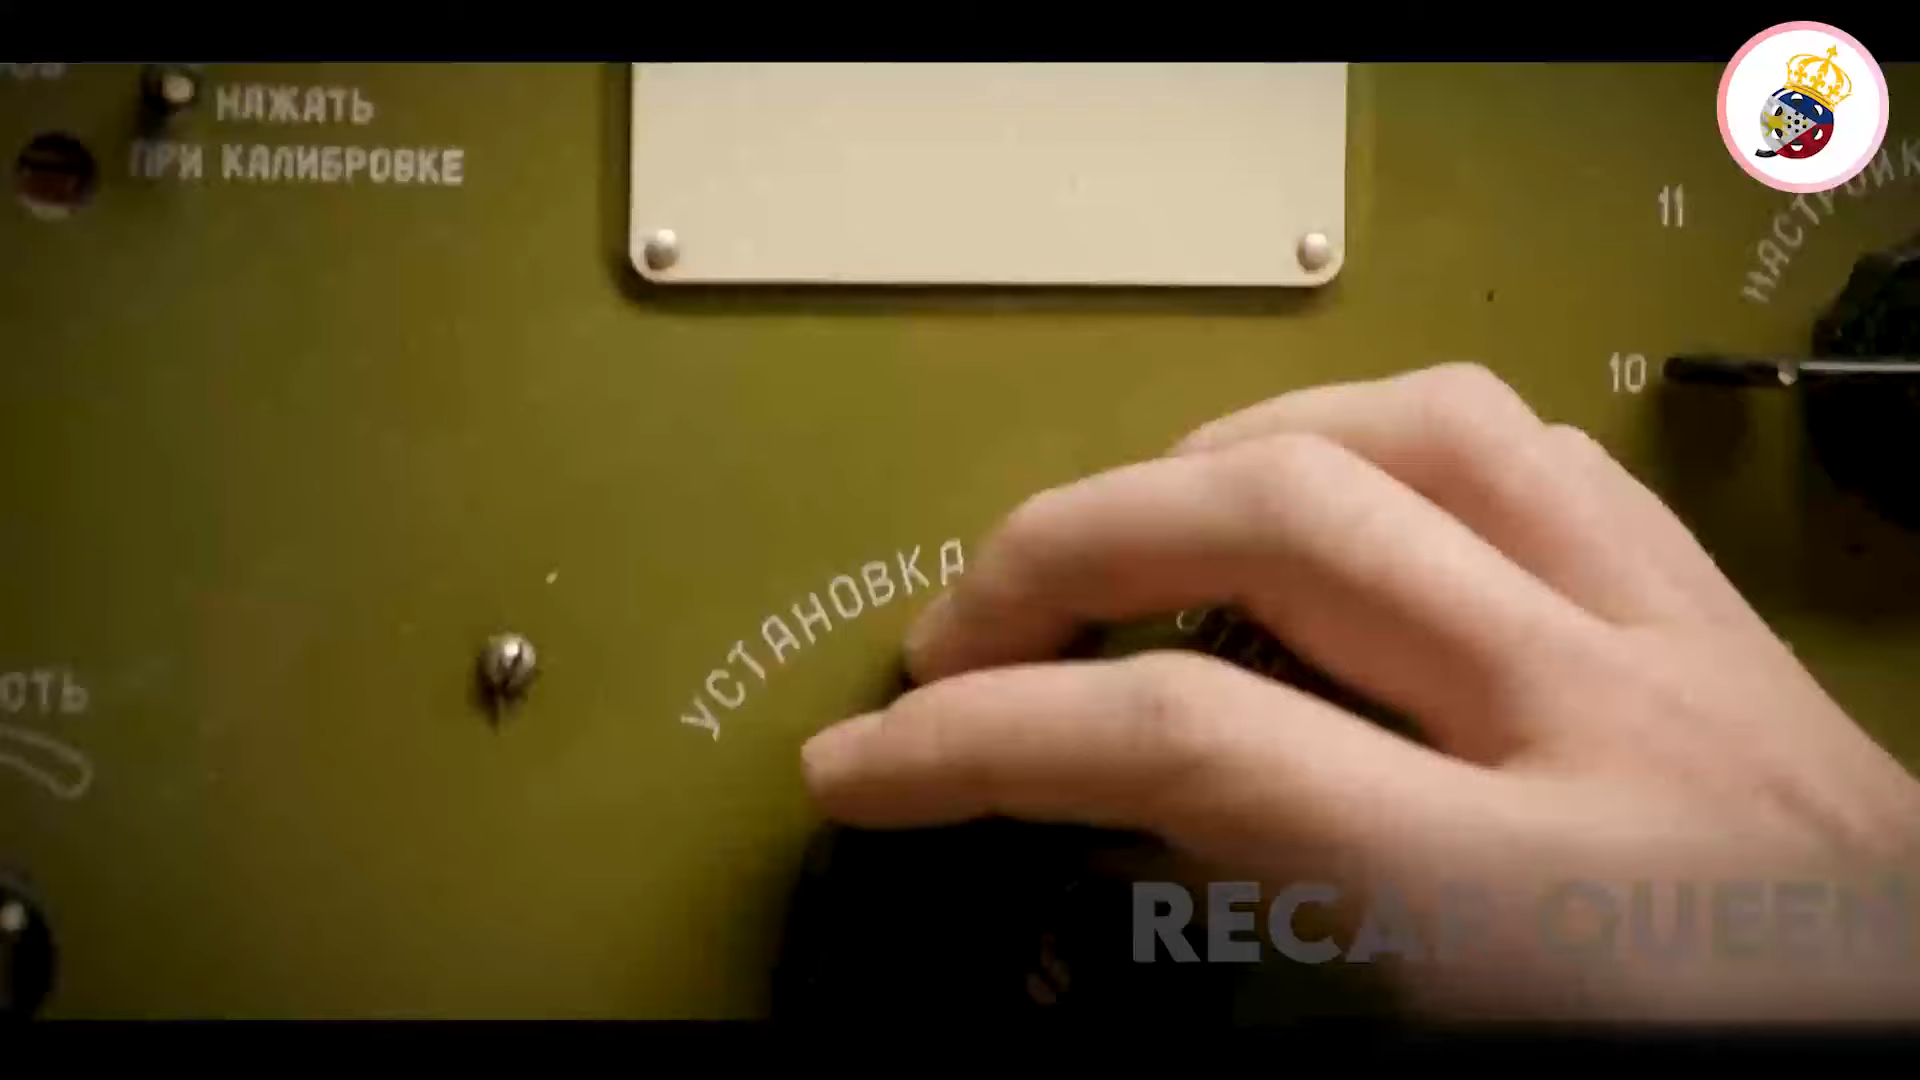 НАЖАТЬ
ПРИ КАЛИБРОВКЕ
11
10
УСТАНОВКА
RECAP QUEEN